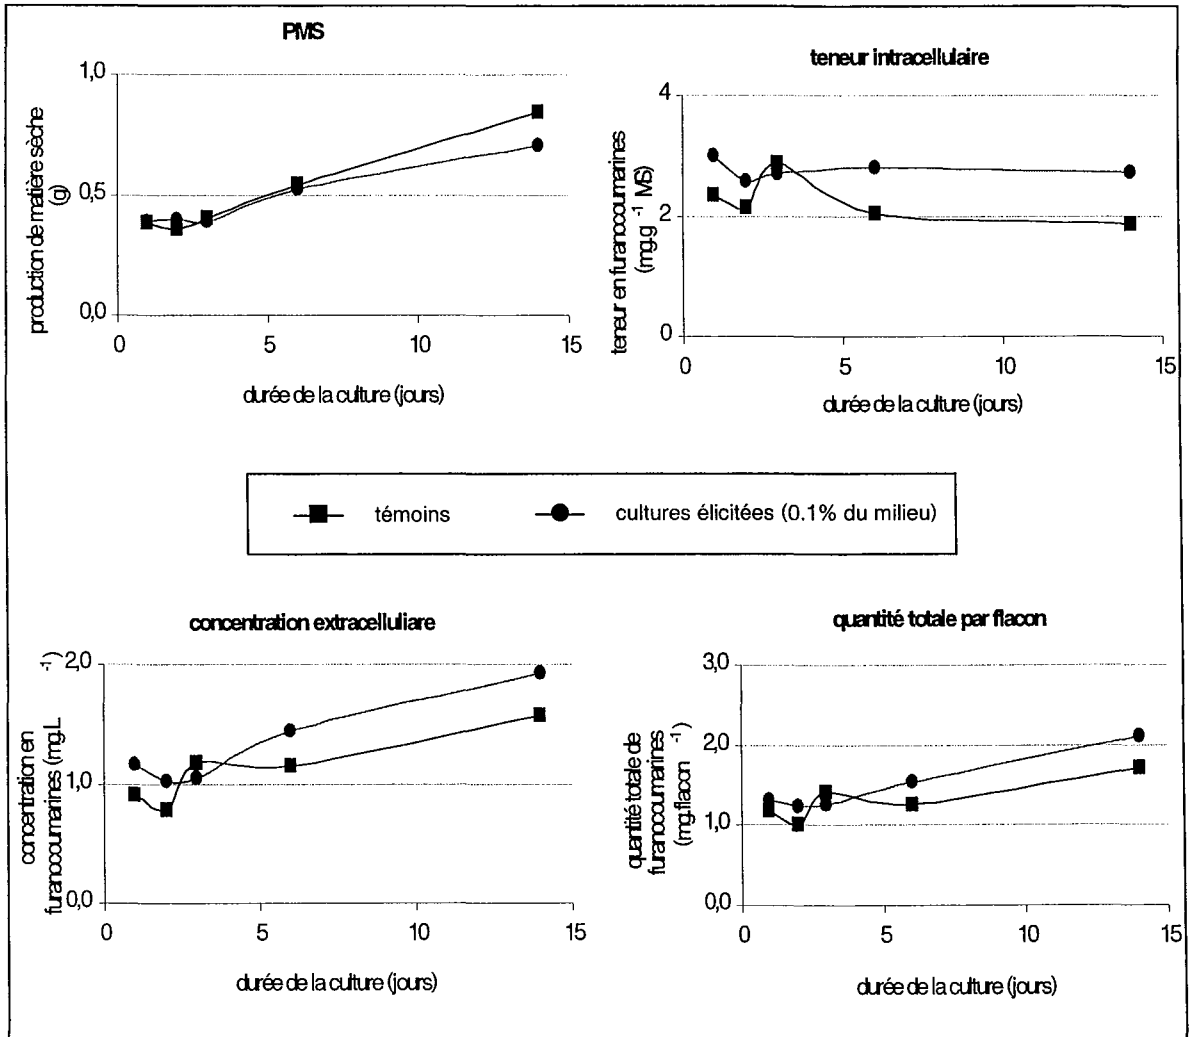 PMS
production de matière sèche
(g)
1,0
0,5
0,0
0
5
10
15
durée de la culture (jours)
teneur intracellulaire
teneur en furanocoumarines
(mg.g -1 MS)
4
2
0
0
5
10
15
durée de la culture (jours)
témoins
cultures élicitées (0.1% du milieu)
concentration extracelluliare
concentration en
furanocoumarines (mg.L -1)
2,0
1,0
0,0
0
5
10
15
durée de la culture (jours)
quantité totale par flacon
quantité totale de
furanocoumarines
(mg.flacon -1)
3,0
2,0
1,0
0,0
0
5
10
15
durée de la culture (jours)